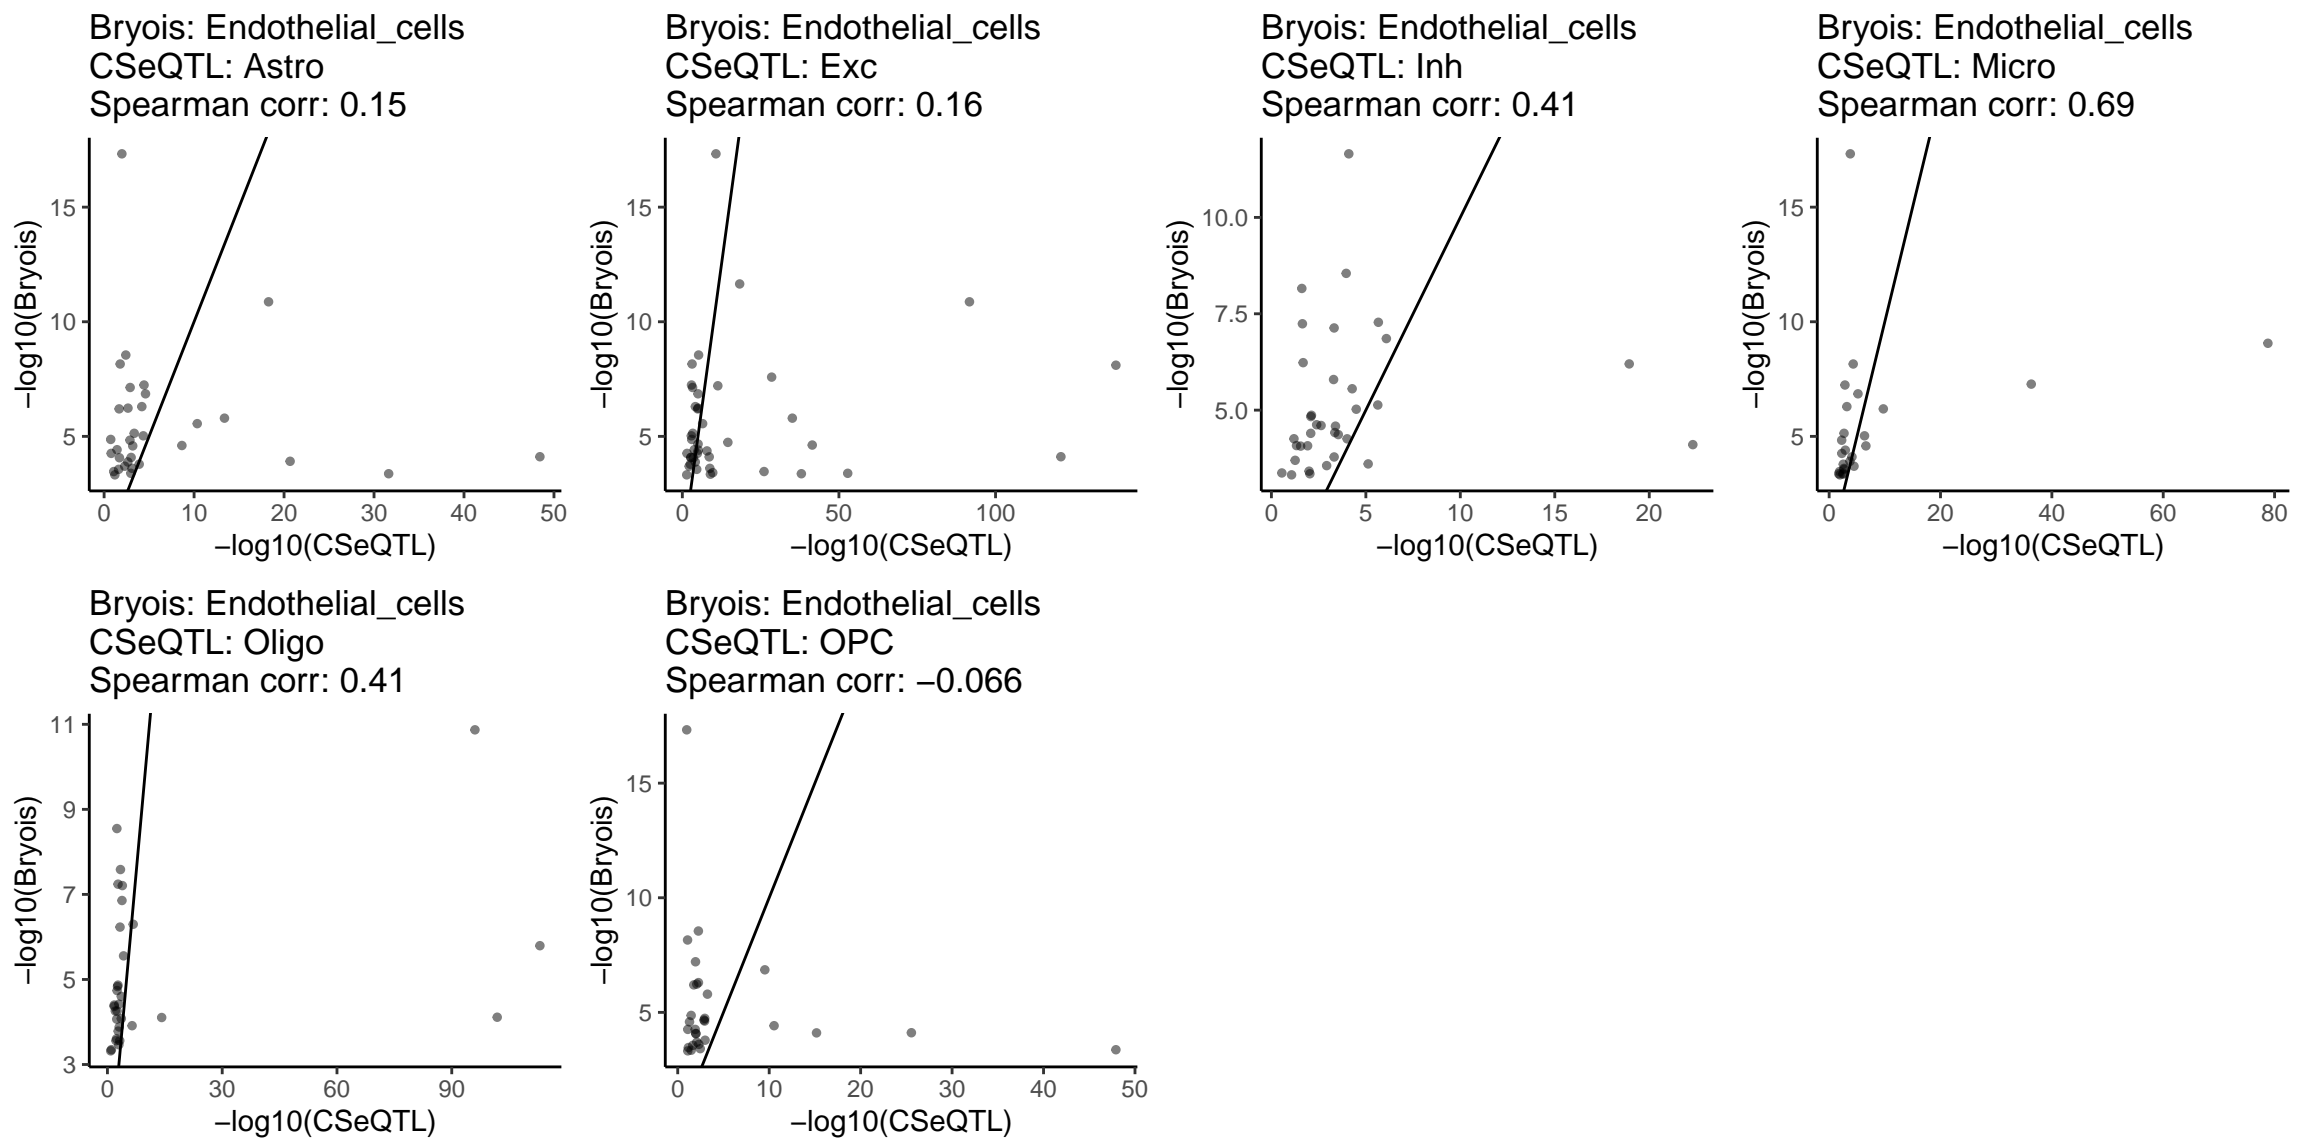 Bryois: Endothelial_cells
CSeQTL: Astro
Spearman corr: 0.15
15
10
5
−log10(Bryois)
0 10 20 30 40 50
−log10(CSeQTL)
Bryois: Endothelial_cells
CSeQTL: Exc
Spearman corr: 0.16
15
10
5
−log10(Bryois)
0 50 100
−log10(CSeQTL)
Bryois: Endothelial_cells
CSeQTL: Inh
Spearman corr: 0.41
10.0
7.5
5.0
−log10(Bryois)
0 5 10 15 20
−log10(CSeQTL)
Bryois: Endothelial_cells
CSeQTL: Micro
Spearman corr: 0.69
15
10
5
−log10(Bryois)
0 20 40 60 80
−log10(CSeQTL)
Bryois: Endothelial_cells
CSeQTL: Oligo
Spearman corr: 0.41
11
9
7
5
3
−log10(Bryois)
0 30 60 90
−log10(CSeQTL)
Bryois: Endothelial_cells
CSeQTL: OPC
Spearman corr: −0.066
15
10
5
−log10(Bryois)
0 10 20 30 40 50
−log10(CSeQTL)